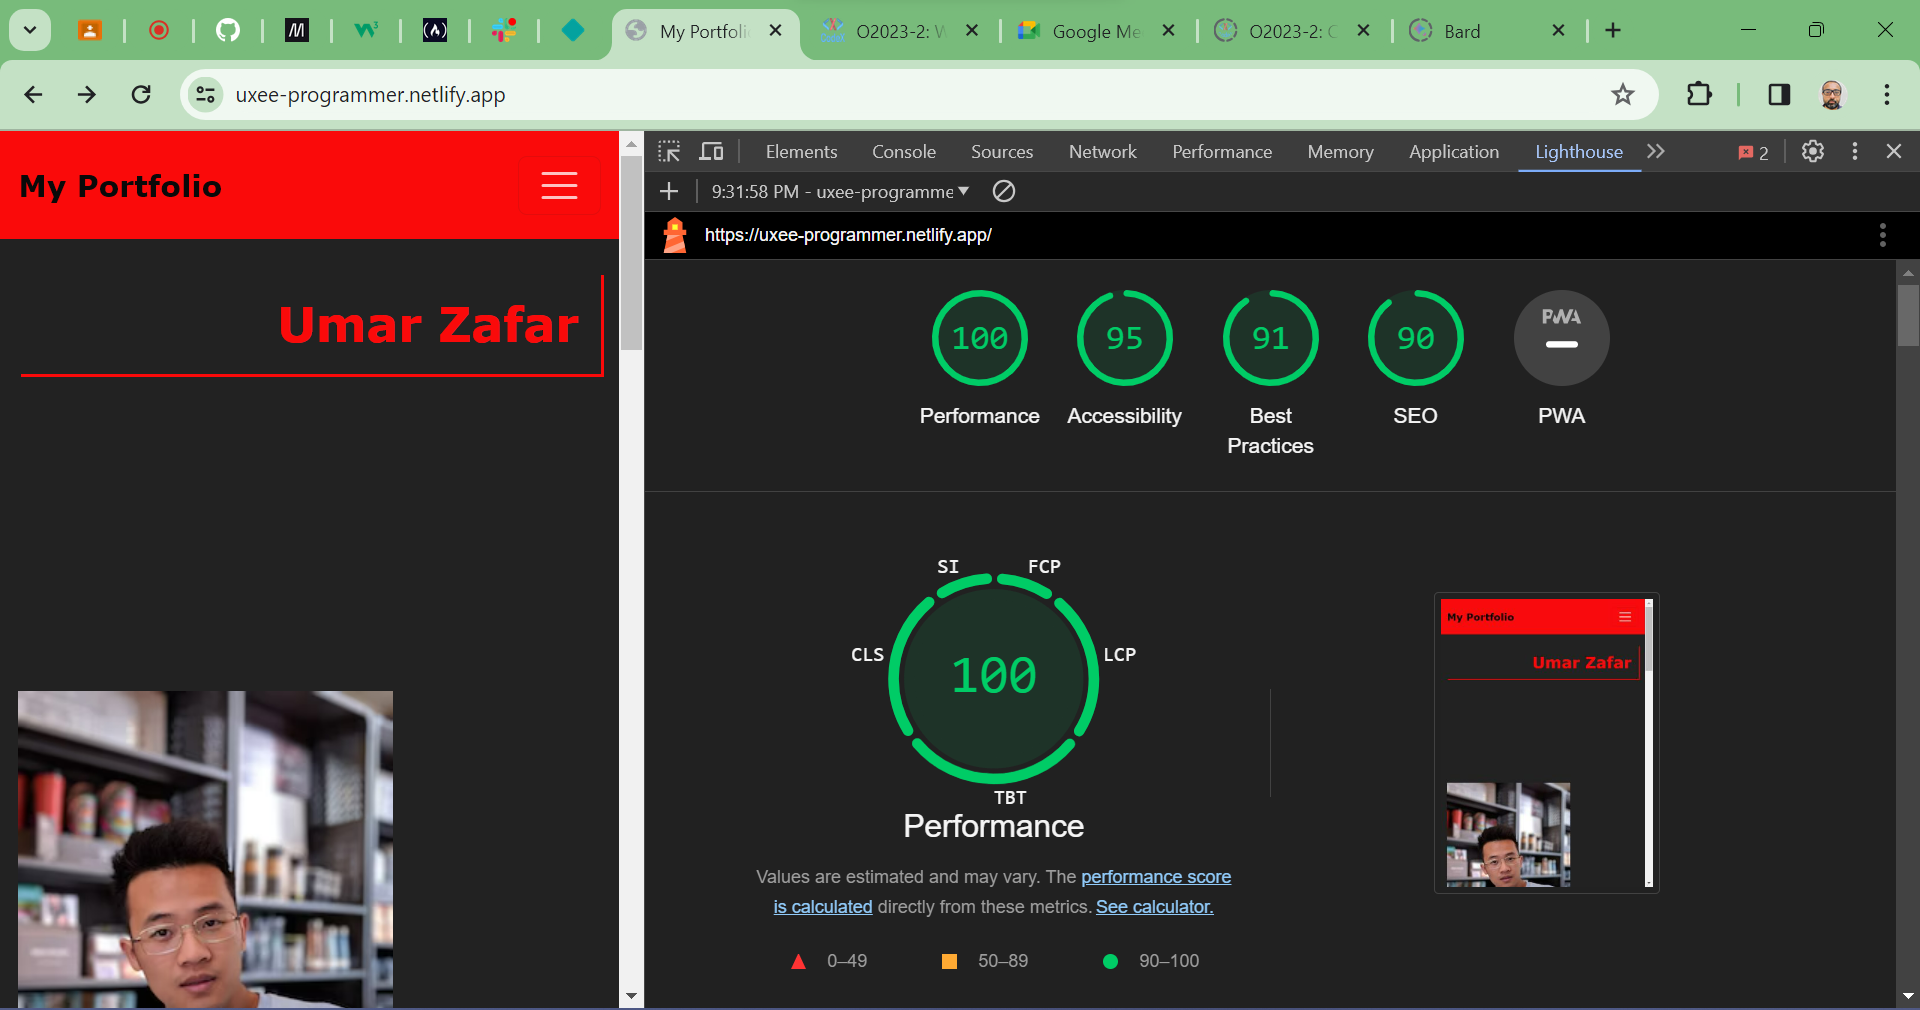 My Portfoli
O2023-2: W
Google Me
O2023-2: G
Bard
uxee-programmer.netlify.app
My Portfolio
Umar Zafar
Elements Console Sources Network Performance Memory Application Lighthouse 2
9:31:58 PM - uxee-programme
https://uxee-programmer.netlify.app/
100 95 91 90 PWA
Performance Accessibility Best Practices SEO PWA
SI FCP
CLS LCP
100
TBT
Performance
Values are estimated and may vary. The performance score
is calculated directly from these metrics. See calculator.
0–49 50–89 90–100
My Portfolio
Umar Zafar